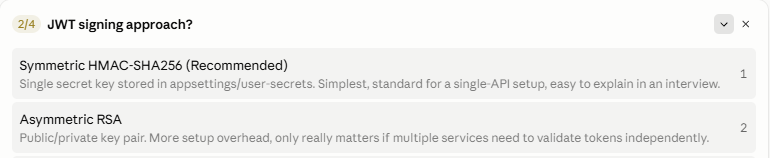 2/4 JWT signing approach?
Symmetric HMAC-SHA256 (Recommended)
Single secret key stored in appsettings/user-secrets. Simplest, standard for a single-API setup, easy to explain in an interview. 1
Asymmetric RSA
Public/private key pair. More setup overhead, only really matters if multiple services need to validate tokens independently. 2